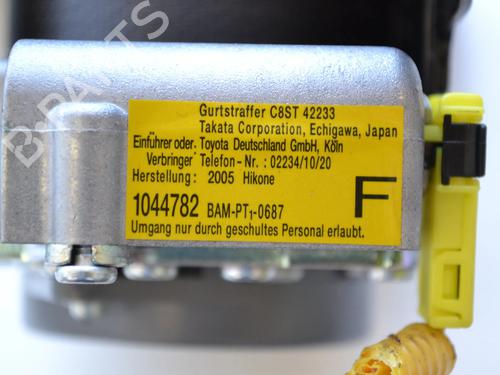 B-PARTS
Gurtstraffer C8ST 42233
Takata Corporation, Echigawa, Japan
Einführer oder Toyota Deutschland GmbH, Köln
Verbringer Telefon-Nr. : 02234/10/20
Herstellung : 2005 Hikone
1044782 BAM-PT1-0687
F
Umgang nur durch geschultes Personal erlaubt.